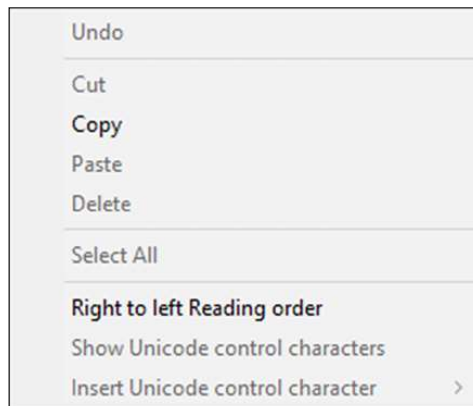 Undo
Cut
Copy
Paste
Delete
Select All
Right to left Reading order
Show Unicode control characters
Insert Unicode control character